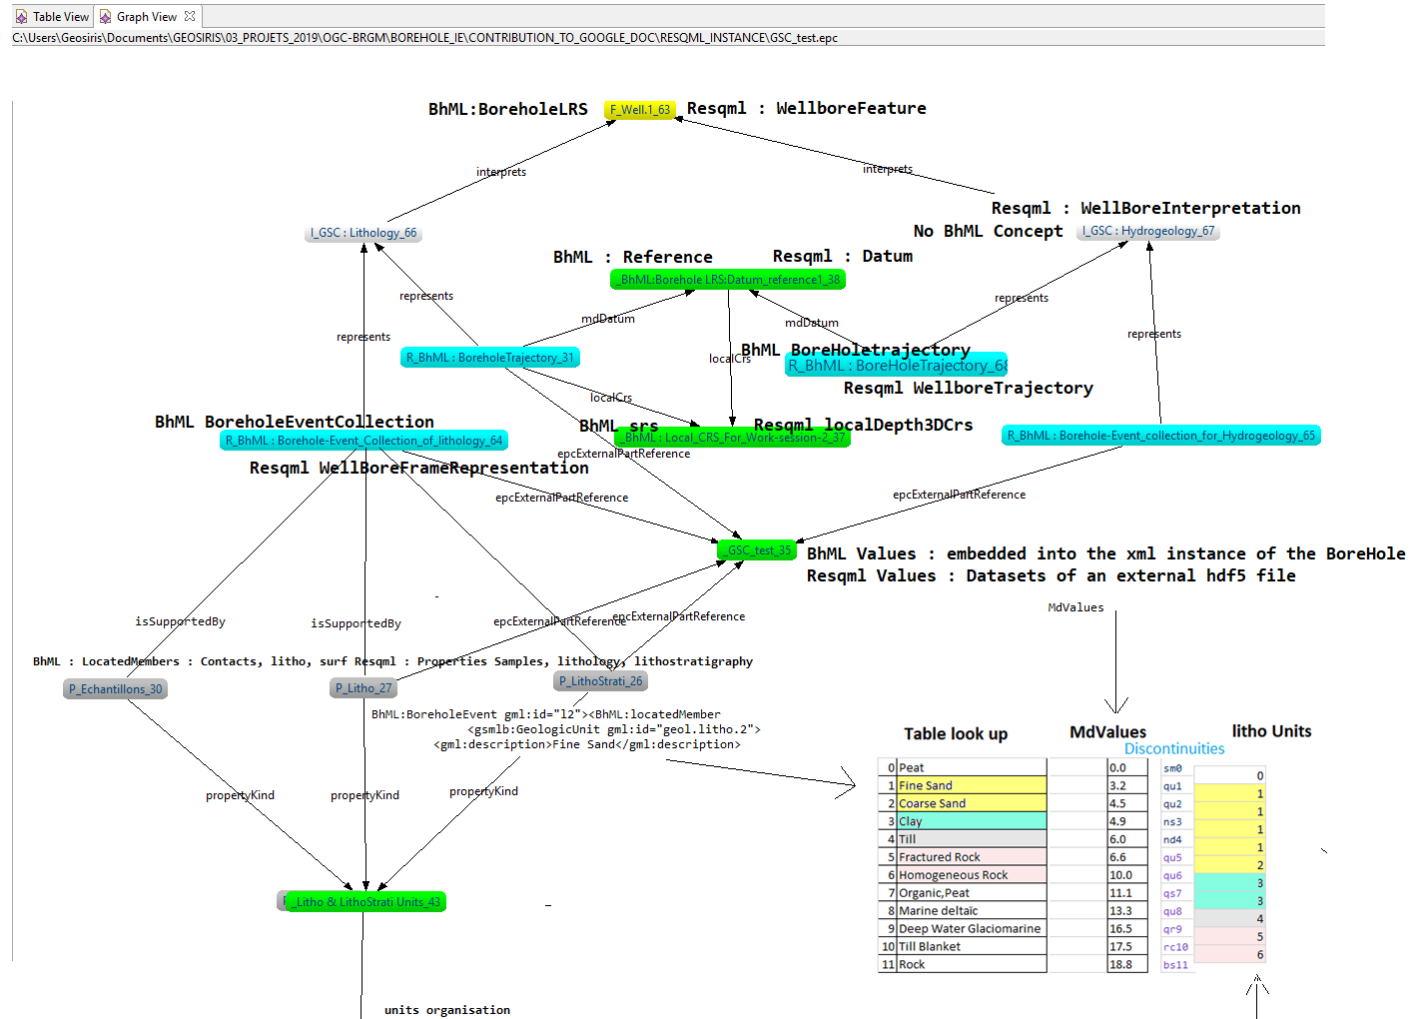 Table View Graph View
C:\Users\Geosiris\Documents\GEOSIRIS\03_PROJETS_2019\OGC-BRGM\BOREHOLE_IE\CONTRIBUTION_TO_GOOGLE_DOC\RESQML_INSTANCE\GSC_test.epc
BhML:BoreholeLRS F_Well.1_63 Resqml : WellboreFeature
interprets interprets
Resqml : WellBoreInterpretation
I_GSC : Lithology_66 No BhML Concept I_GSC : Hydrogeology_67
BhML : Reference Resqml : Datum
_BhML:Borehole LRS:Datum_reference1_38
represents represents
mdDatum mdDatum
represents represents
BhML BoreHoletrajectory
R_BhML : BoreholeTrajectory_31 localCrs R_BhML : BoreHoleTrajectory_68
Resqml WellboreTrajectory
localCrs
BhML BoreholeEventCollection BhML srs Resqml localDepth3DCrs
R_BhML : Borehole-Event_Collection_of_lithology_64 _BhML : Local_CRS_For_Work-session-2_37 R_BhML : Borehole-Event_collection_for_Hydrogeology_65
epcExternalPartReference
Resqml WellBoreFrameRepresentation
epcExternalPartReference epcExternalPartReference
_GSC_test_35 BhML Values : embedded into the xml instance of the BoreHole
Resqml Values : Datasets of an external hdf5 file
MdValues
isSupportedBy isSupportedBy epcExternalPartReference epcExternalPartReference
BhML : LocatedMembers : Contacts, litho, surf Resqml : Properties Samples, lithology, lithostratigraphy
P_Echantillons_30 P_Litho_27 P_LithoStrati_26
BhML:BoreholeEvent gml:id="l2"><BhML:locatedMember
<gsmlb:GeologicUnit gml:id="geol.litho.2">
<gml:description>Fine Sand</gml:description>
Table look up MdValues litho Units
Discontinuities
0 Peat 0.0 sm0 0
1 Fine Sand 3.2 qu1 1
2 Coarse Sand 4.5 qu2 1
3 Clay 4.9 ns3 1
4 Till 6.0 nd4 1
5 Fractured Rock 6.6 qu5 2
6 Homogeneous Rock 10.0 qu6 3
7 Organic,Peat 11.1 qs7 3
8 Marine deltaïc 13.3 qu8 4
9 Deep Water Glaciomarine 16.5 qr9 5
10 Till Blanket 17.5 rc10 6
11 Rock 18.8 bs11
propertyKind propertyKind propertyKind
_Litho & LithoStrati Units_43
units organisation